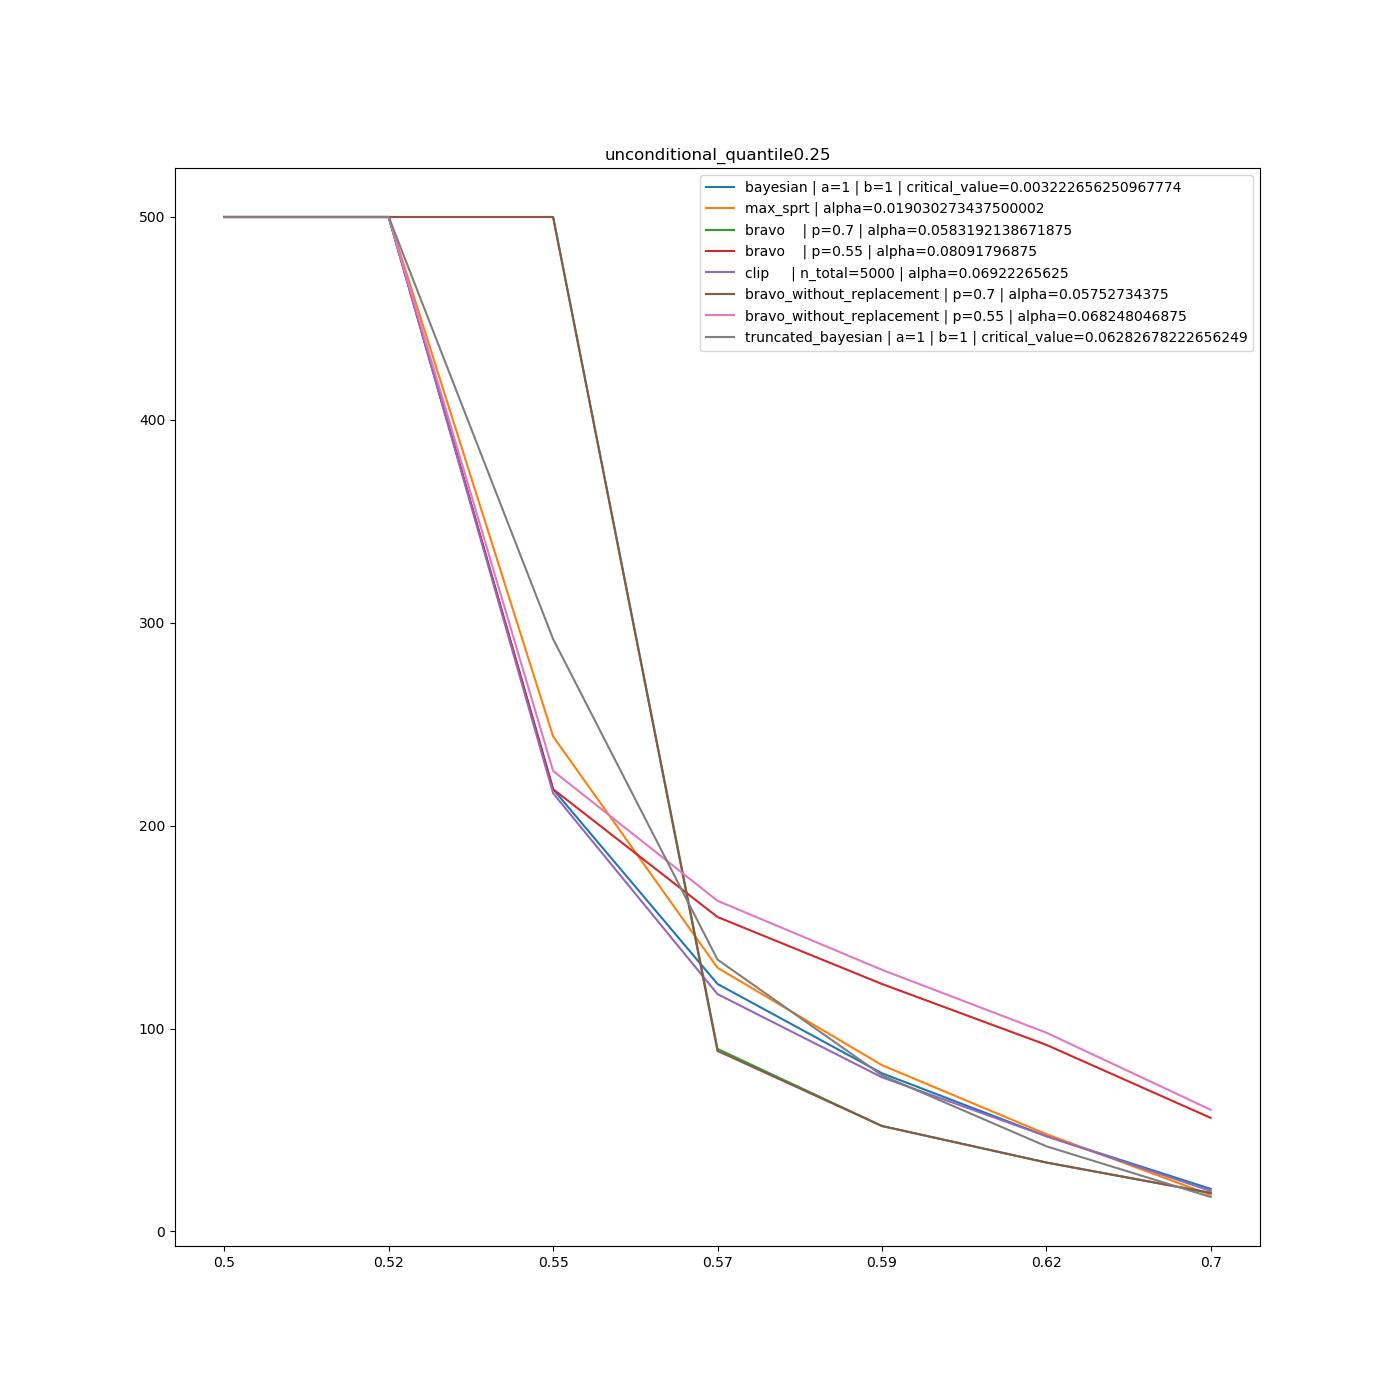 unconditional_quantile0.25
bayesian | a=1 | b=1 | critical_value=0.003222656250967774
max_sprt | alpha=0.019030273437500002
bravo    | p=0.7 | alpha=0.0583192138671875
bravo    | p=0.55 | alpha=0.08091796875
clip     | n_total=5000 | alpha=0.06922265625
bravo_without_replacement | p=0.7 | alpha=0.05752734375
bravo_without_replacement | p=0.55 | alpha=0.068248046875
truncated_bayesian | a=1 | b=1 | critical_value=0.06282678222656249
500
400
300
200
100
0
0.5 0.52 0.55 0.57 0.59 0.62 0.7